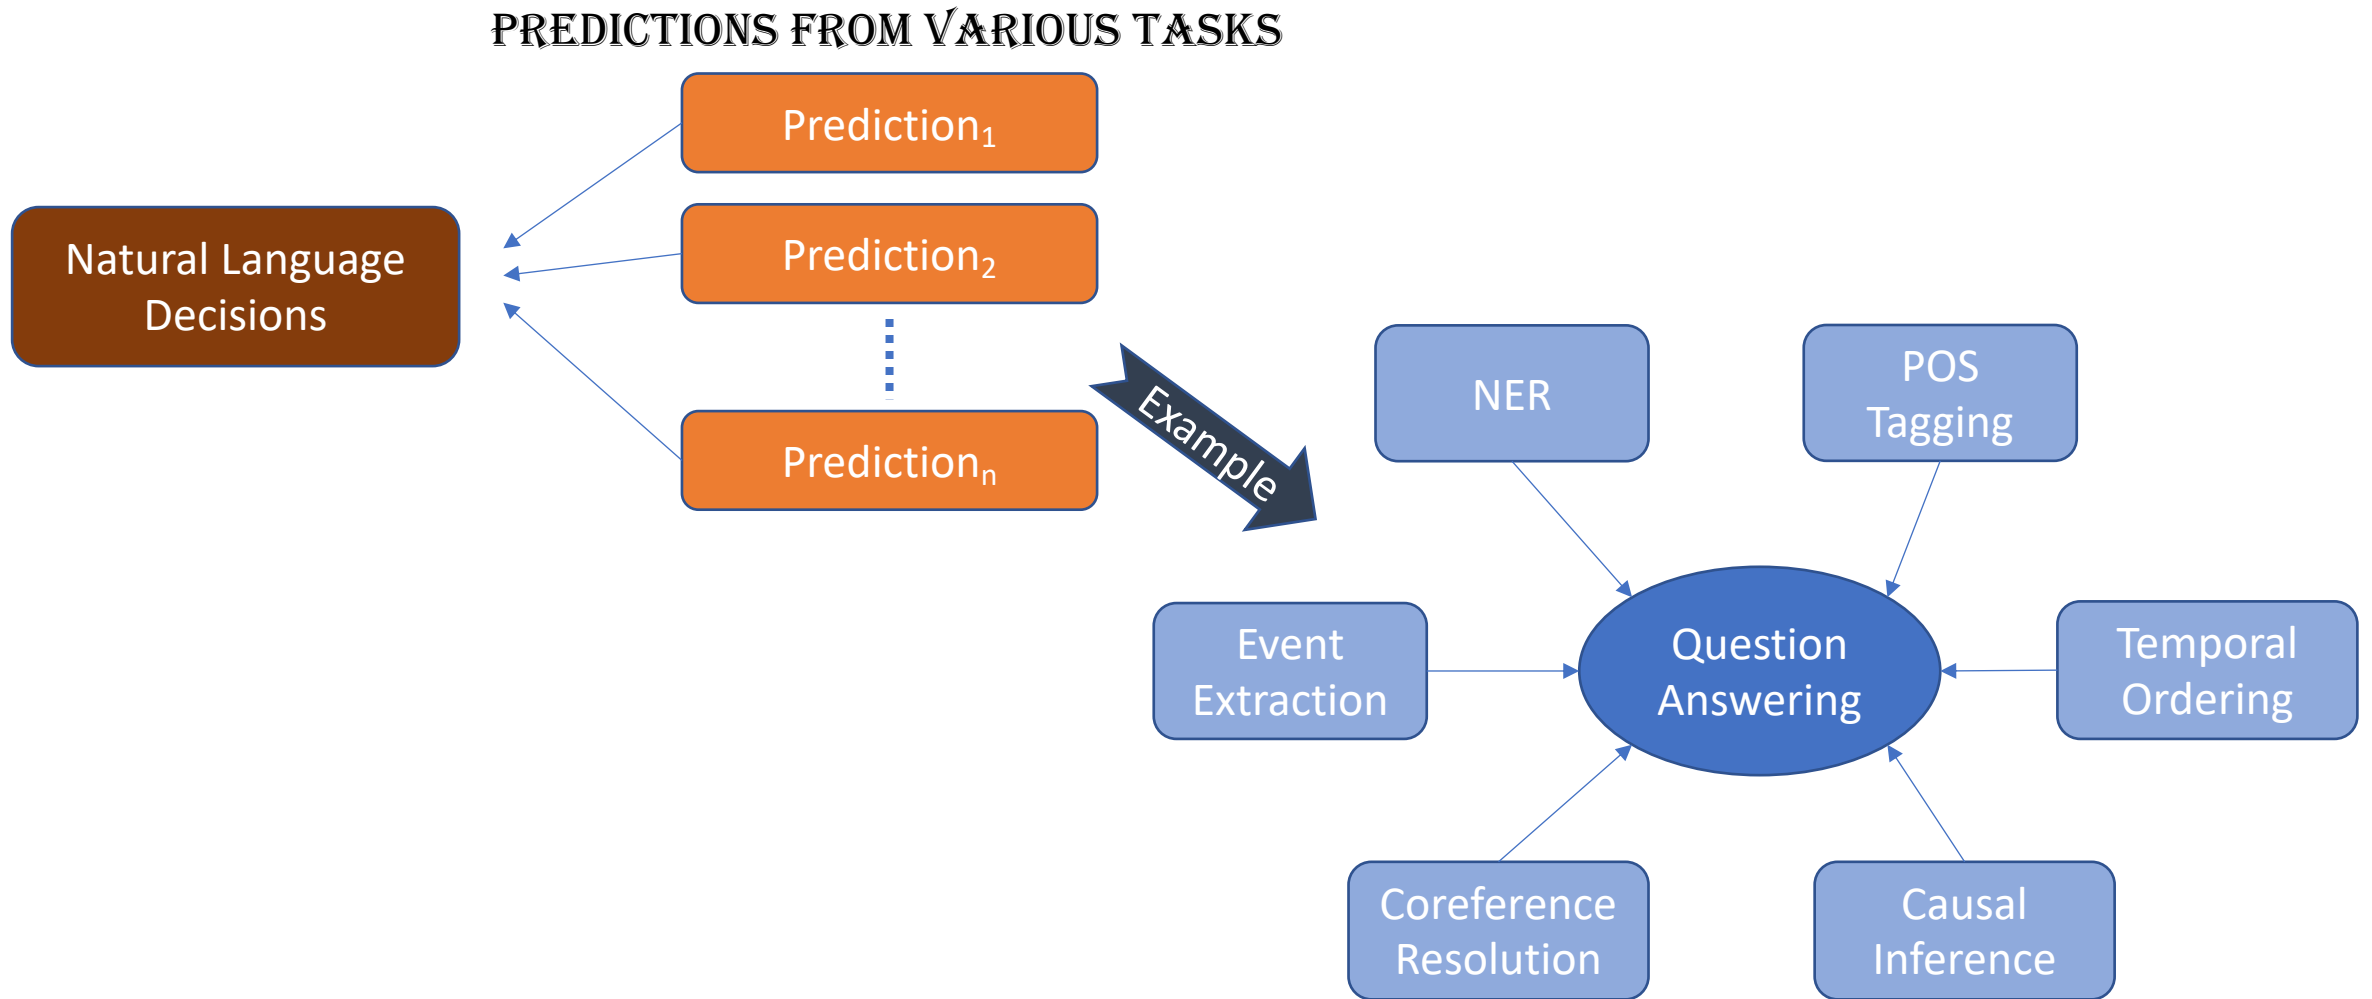 PREDICTIONS FROM VARIOUS TASKS
Prediction₁
Prediction₂
Predictionₙ
Natural Language
Decisions
Example
NER
POS
Tagging
Event
Extraction
Question
Answering
Temporal
Ordering
Coreference
Resolution
Causal
Inference